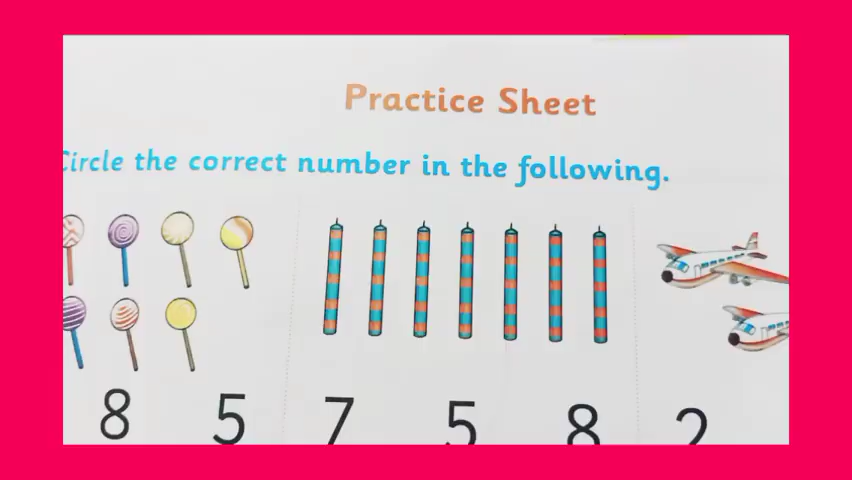 Practice Sheet
Circle the correct number in the following.
8 5 7 5 8 2